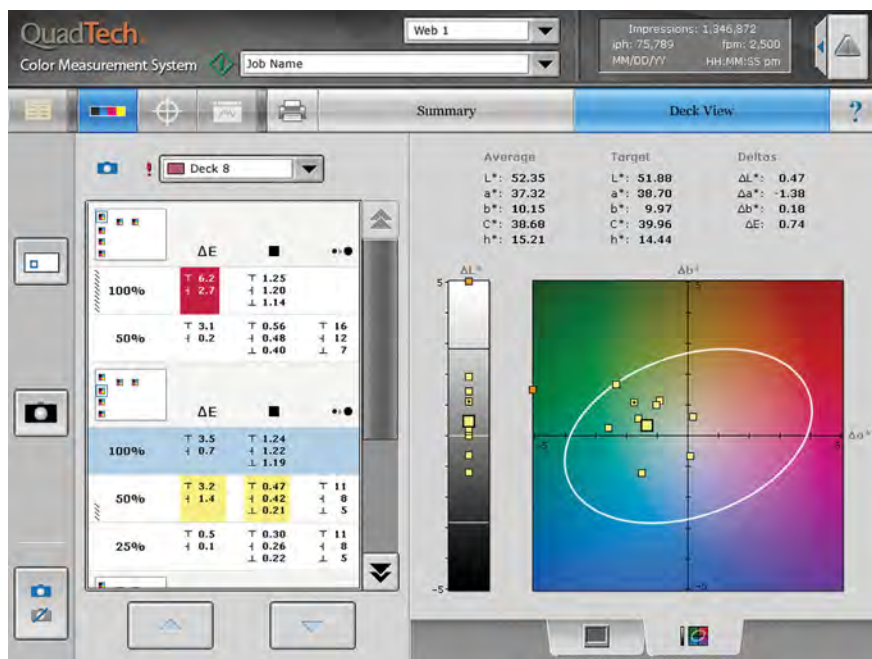 QuadTech
Color Measurement System
Job Name
Web 1
Impressions: 1,346,872
iph: 75,789 fpm: 2,500
MM/DD/YY HH:MM:SS pm
Summary
Deck View
?
! Deck 8
ΔE
100%
⊤ 6.2 ⊤ 1.25
⊣ 2.7 ⊣ 1.20
⊥ 1.14
50%
⊤ 3.1 ⊤ 0.56 ⊤ 16
⊣ 0.2 ⊣ 0.48 ⊣ 12
⊥ 0.40 ⊥ 7
ΔE
100%
⊤ 3.5 ⊤ 1.24
⊣ 0.7 ⊣ 1.22
⊥ 1.19
50%
⊤ 3.2 ⊤ 0.47 ⊤ 11
⊣ 1.4 ⊣ 0.42 ⊣ 8
⊥ 0.21 ⊥ 5
25%
⊤ 0.5 ⊤ 0.30 ⊤ 11
⊣ 0.1 ⊣ 0.26 ⊣ 8
⊥ 0.22 ⊥ 5
Average Target Deltas
L*: 52.35 L*: 51.88 ΔL*: 0.47
a*: 37.32 a*: 38.70 Δa*: -1.38
b*: 10.15 b*: 9.97 Δb*: 0.18
C*: 38.68 C*: 39.96 ΔE: 0.74
h*: 15.21 h*: 14.44
ΔL* Δb*
5 5
-5 5 Δa*
-5 -5